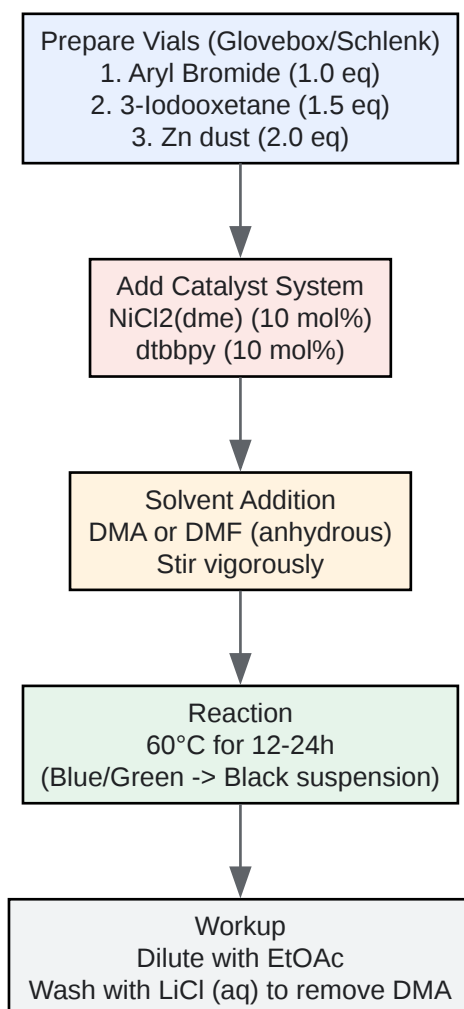 Prepare Vials (Glovebox/Schlenk)
1. Aryl Bromide (1.0 eq)
2. 3-Iodooxetane (1.5 eq)
3. Zn dust (2.0 eq)
Add Catalyst System
NiCl2(dme) (10 mol%)
dtbbpy (10 mol%)
Solvent Addition
DMA or DMF (anhydrous)
Stir vigorously
Reaction
60°C for 12-24h
(Blue/Green -> Black suspension)
Workup
Dilute with EtOAc
Wash with LiCl (aq) to remove DMA